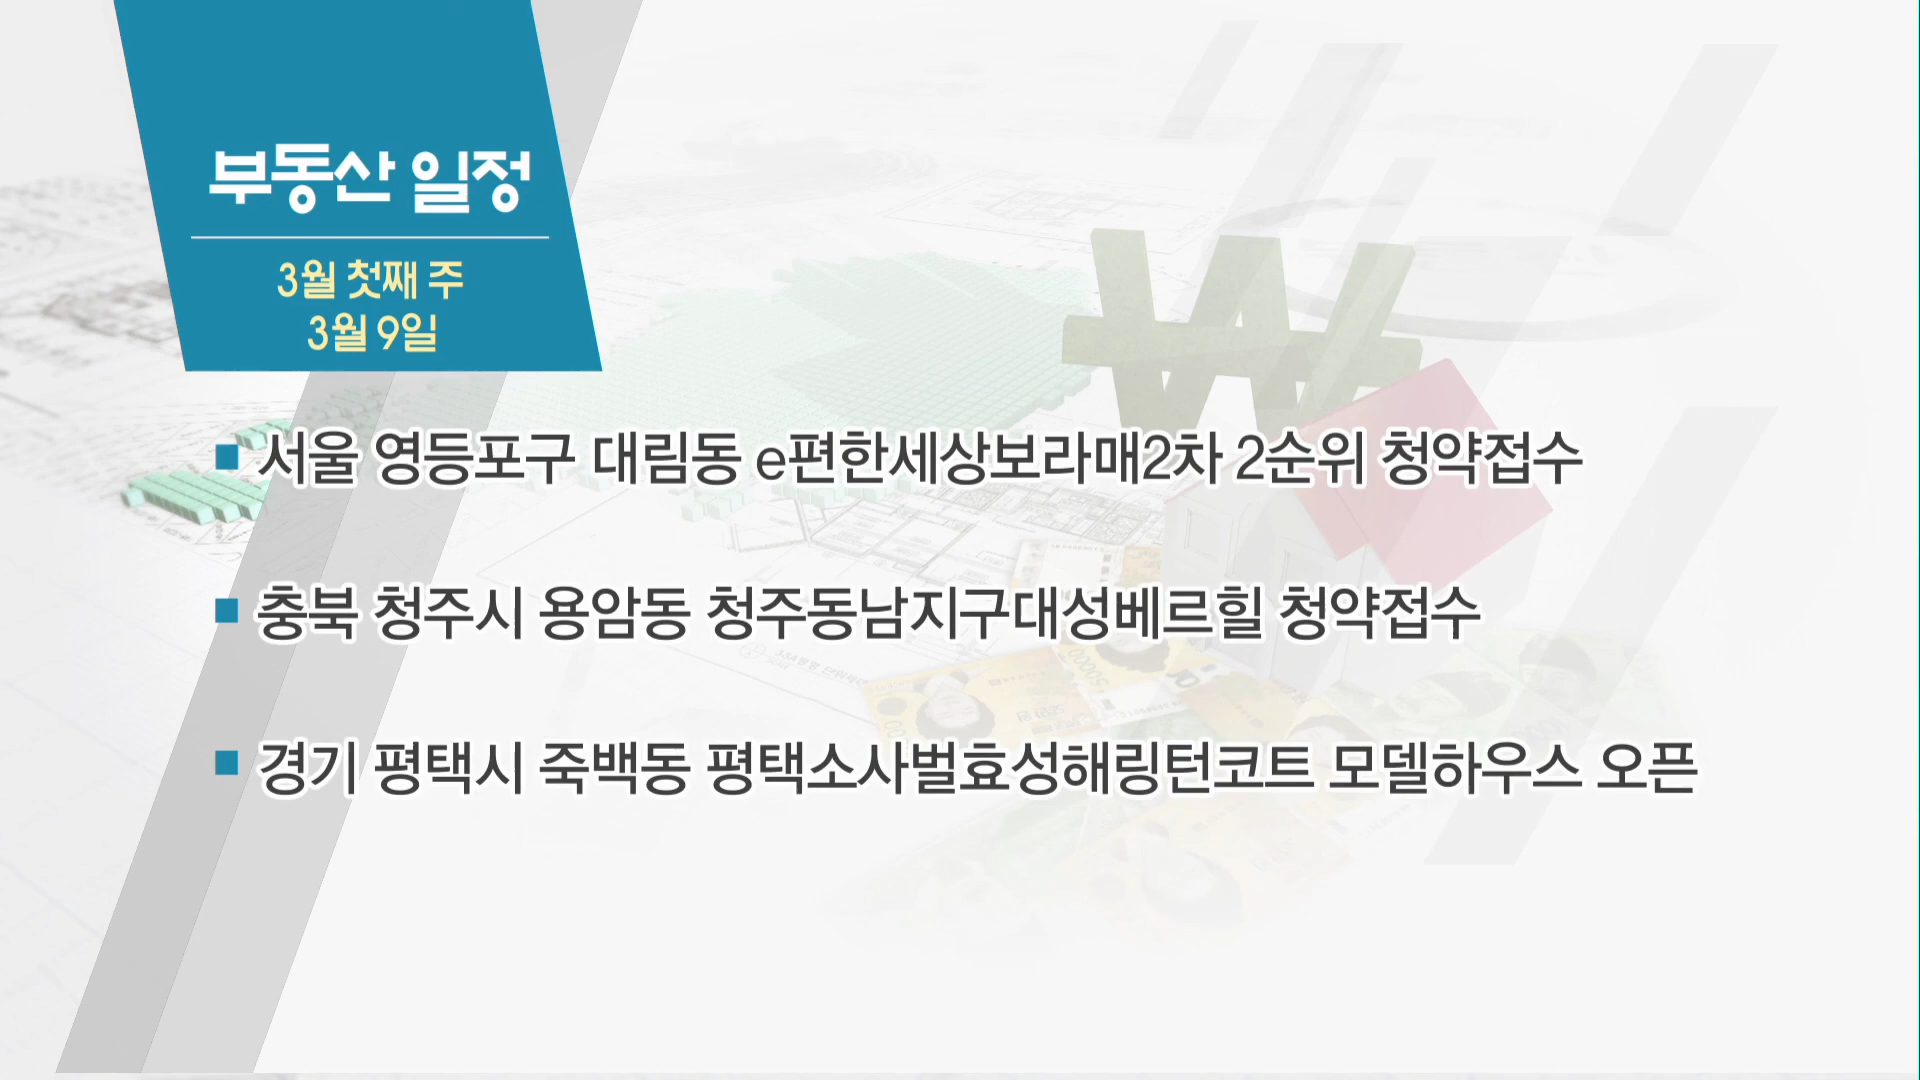 부동산 일정
3월 첫째 주
3월 9일
서울 영등포구 대림동 e편한세상보라매2차 2순위 청약접수
충북 청주시 용암동 청주동남지구대성베르힐 청약접수
경기 평택시 죽백동 평택소사벌효성해링턴코트 모델하우스 오픈